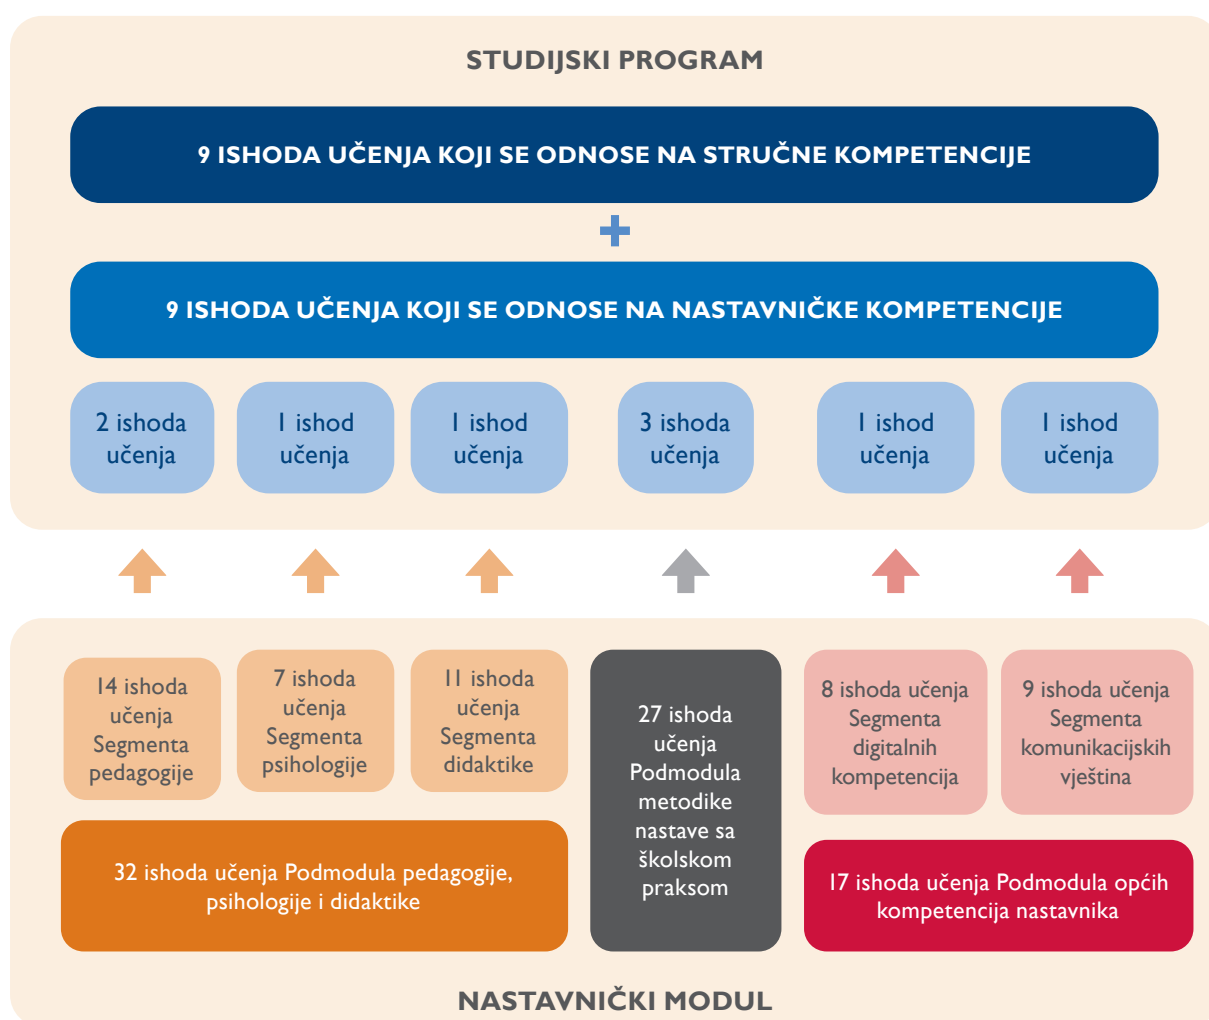 STUDIJSKI PROGRAM
9 ISHODA UČENJA KOJI SE ODNOSE NA STRUČNE KOMPETENCIJE
+
9 ISHODA UČENJA KOJI SE ODNOSE NA NASTAVNIČKE KOMPETENCIJE
2 ishoda
učenja
1 ishod
učenja
1 ishod
učenja
3 ishoda
učenja
1 ishod
učenja
1 ishod
učenja
14 ishoda
učenja
Segmenta
pedagogije
7 ishoda
učenja
Segmenta
psihologije
11 ishoda
učenja
Segmenta
didaktike
27 ishoda
učenja
Podmodula
metodike
nastave sa
školskom
praksom
8 ishoda učenja
Segmenta
digitalnih
kompetencija
9 ishoda učenja
Segmenta
komunikacijskih
vještina
32 ishoda učenja Podmodula pedagogije,
psihologije i didaktike
17 ishoda učenja Podmodula općih
kompetencija nastavnika
NASTAVNIČKI MODUL